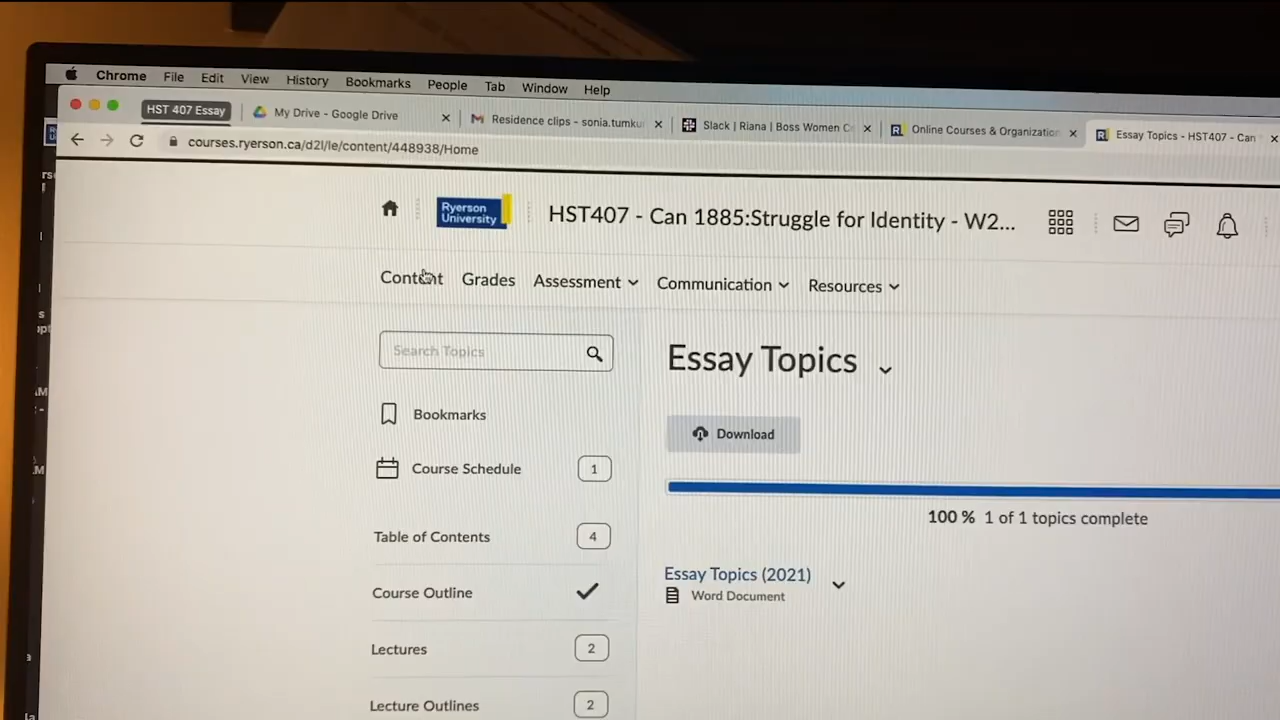 Chrome File Edit View History Bookmarks People Tab Window Help
HST 407 Essay My Drive - Google Drive Residence clips - sonia.tumku Slack | Riana | Boss Women C Online Courses & Organization Essay Topics - HST407 - Can
courses.ryerson.ca/d2l/le/content/448938/Home
Ryerson
University
HST407 - Can 1885:Struggle for Identity - W2...
Content Grades Assessment Communication Resources
Search Topics
Essay Topics
Bookmarks
Download
Course Schedule 1
100 % 1 of 1 topics complete
Table of Contents 4
Essay Topics (2021)
Word Document
Course Outline
Lectures 2
Lecture Outlines 2